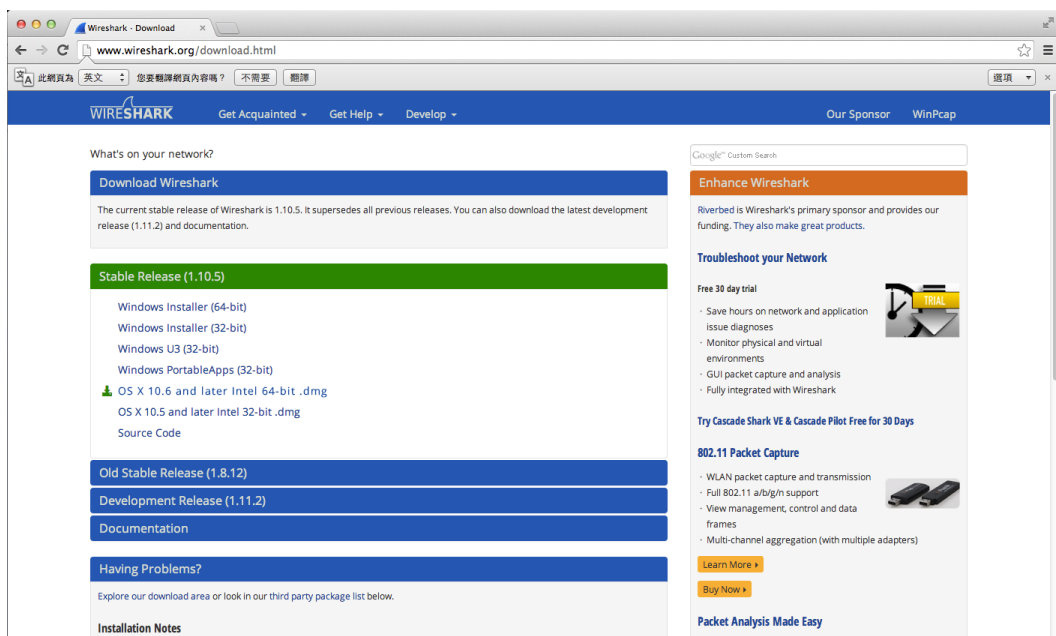 Wireshark - Download
www.wireshark.org/download.html
此網頁為 英文 您要翻譯網頁內容嗎？ 不需要 翻譯 選項
WIRESHARK Get Acquainted Get Help Develop Our Sponsor WinPcap
What's on your network?
Download Wireshark
The current stable release of Wireshark is 1.10.5. It supersedes all previous releases. You can also download the latest development
release (1.11.2) and documentation.
Stable Release (1.10.5)
Windows Installer (64-bit)
Windows Installer (32-bit)
Windows U3 (32-bit)
Windows PortableApps (32-bit)
OS X 10.6 and later Intel 64-bit .dmg
OS X 10.5 and later Intel 32-bit .dmg
Source Code
Old Stable Release (1.8.12)
Development Release (1.11.2)
Documentation
Having Problems?
Explore our download area or look in our third party package list below.
Installation Notes
Google™ Custom Search
Enhance Wireshark
Riverbed is Wireshark's primary sponsor and provides our
funding. They also make great products.
Troubleshoot your Network
Free 30 day trial
TRIAL
· Save hours on network and application
issue diagnoses
· Monitor physical and virtual
environments
· GUI packet capture and analysis
· Fully integrated with Wireshark
Try Cascade Shark VE & Cascade Pilot Free for 30 Days
802.11 Packet Capture
· WLAN packet capture and transmission
· Full 802.11 a/b/g/n support
· View management, control and data
frames
· Multi-channel aggregation (with multiple adapters)
Learn More
Buy Now
Packet Analysis Made Easy